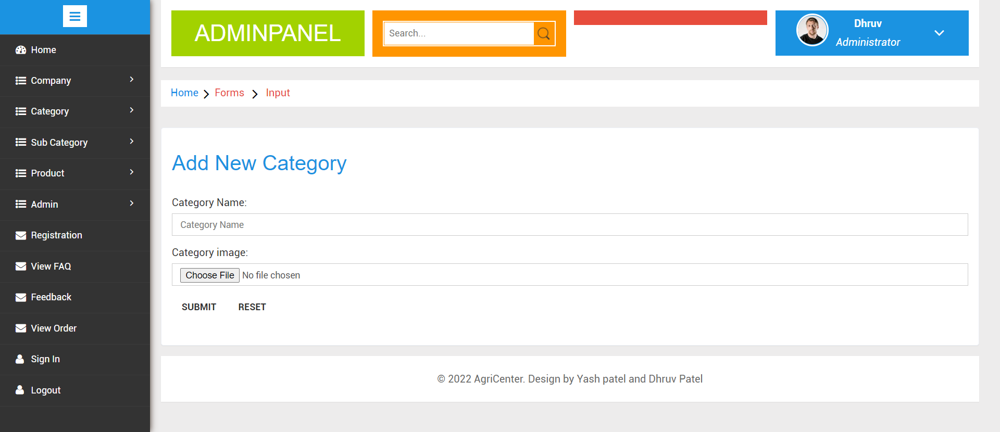 Home
Company
Category
Sub Category
Product
Admin
Registration
View FAQ
Feedback
View Order
Sign In
Logout
ADMINPANEL
Search...
Dhruv
Administrator
Home Forms Input
Add New Category
Category Name:
Category Name
Category image:
Choose File No file chosen
SUBMIT RESET
© 2022 AgriCenter. Design by Yash patel and Dhruv Patel